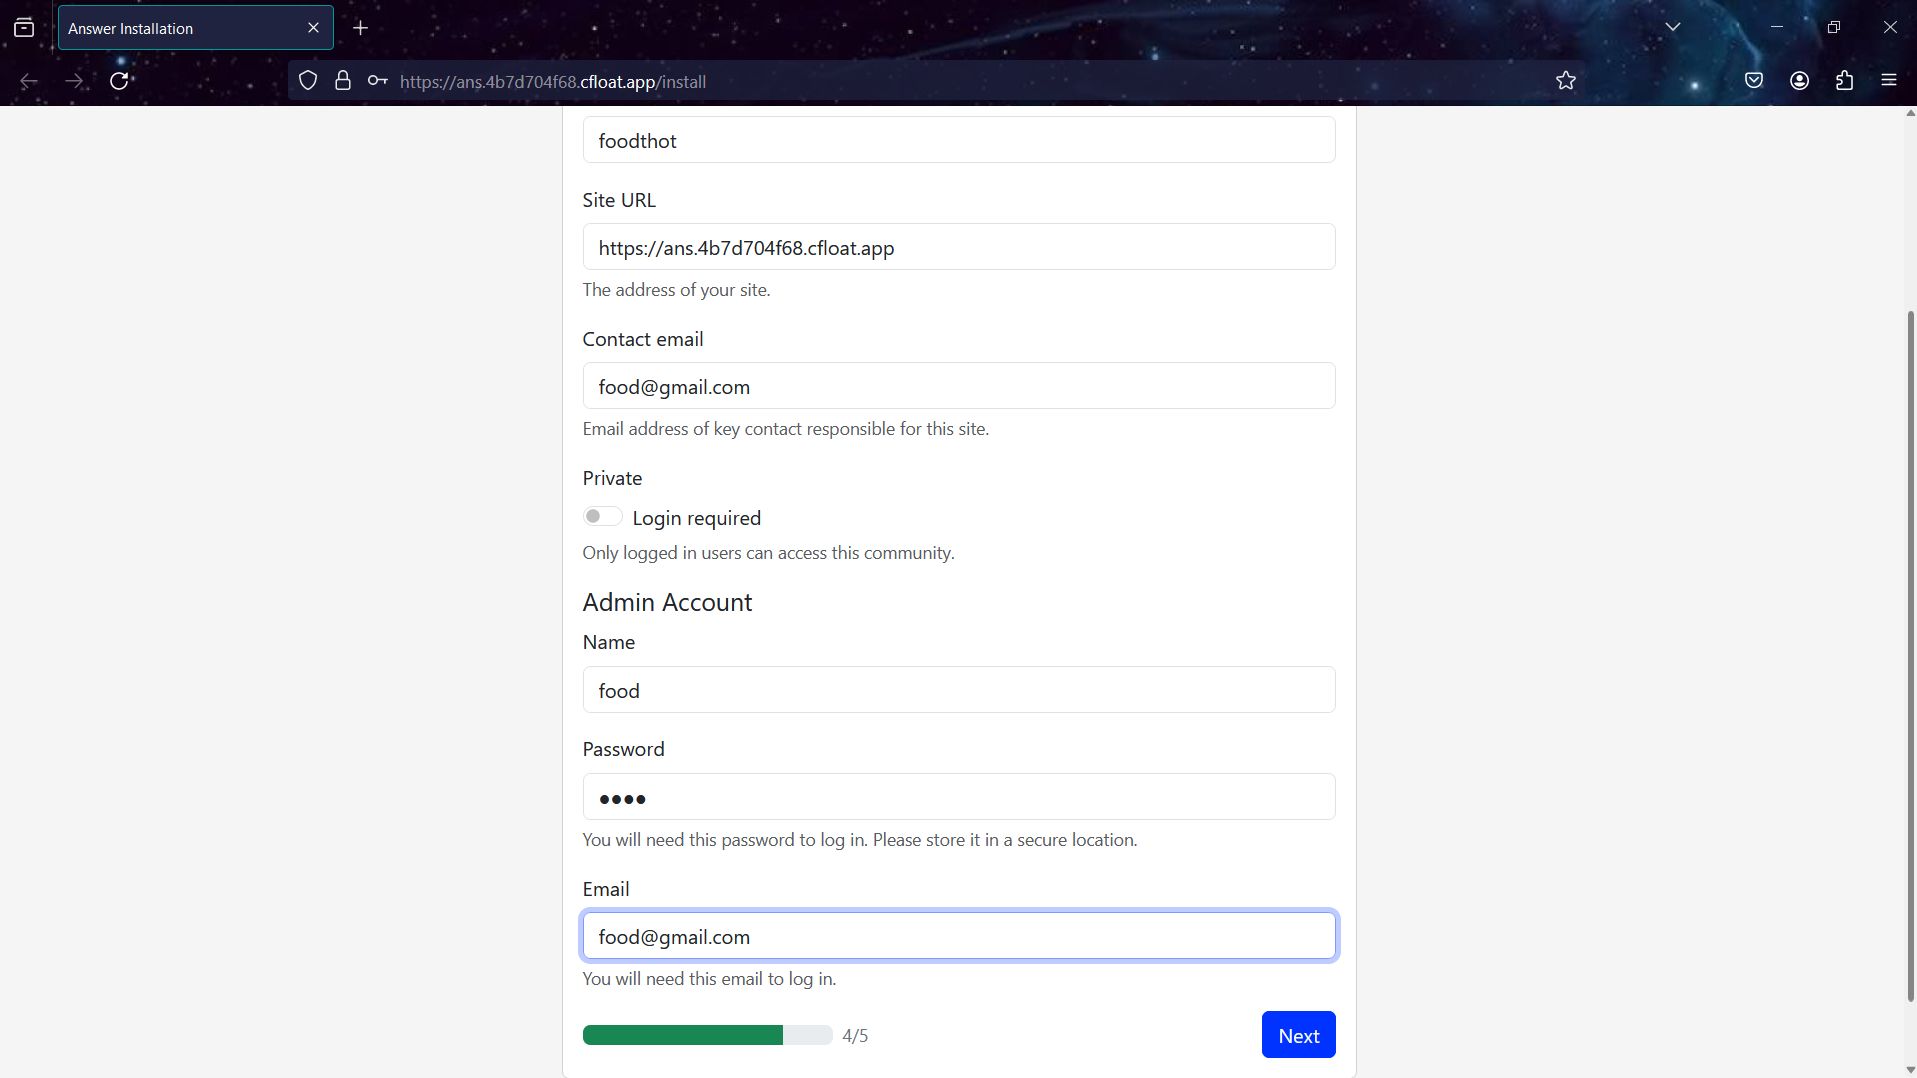 Answer Installation
https://ans.4b7d704f68.cfloat.app/install
foodthot
Site URL
https://ans.4b7d704f68.cfloat.app
The address of your site.
Contact email
food@gmail.com
Email address of key contact responsible for this site.
Private
Login required
Only logged in users can access this community.
Admin Account
Name
food
Password
●●●●
You will need this password to log in. Please store it in a secure location.
Email
food@gmail.com
You will need this email to log in.
4/5
Next